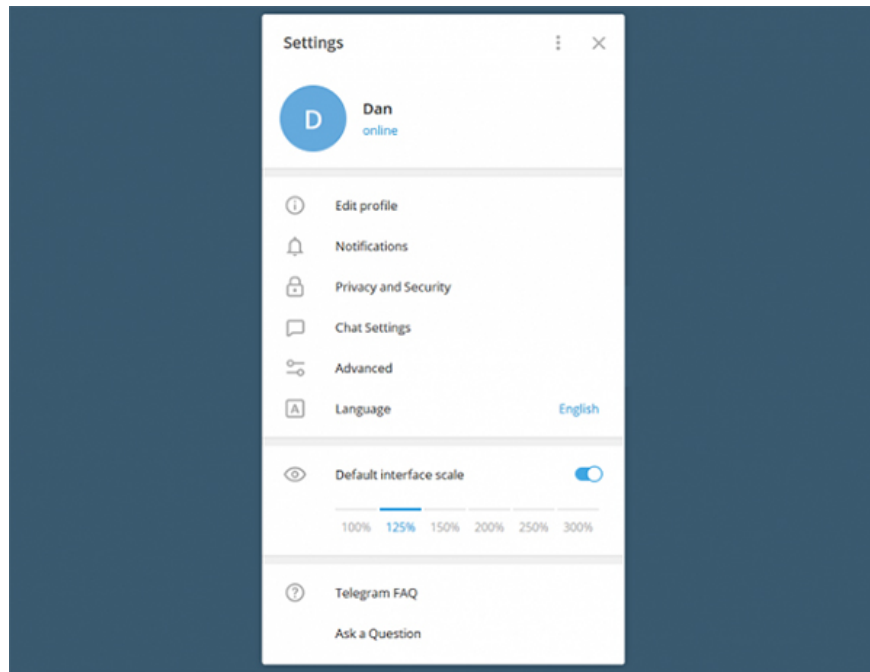 Settings
D
Dan
online
Edit profile
Notifications
Privacy and Security
Chat Settings
Advanced
A Language English
Default interface scale
100% 125% 150% 200% 250% 300%
Telegram FAQ
Ask a Question